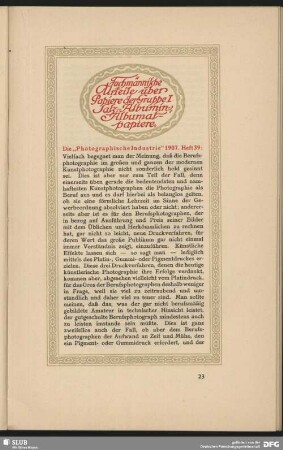 Fachmännische
Urteile über
Papiere der Gruppe I
Albumin-,
Albumat-
papiere.
Die „Photographische Industrie" 1907, Heft 39:
Vielfach begegnet man der Meinung, daß die Berufs-
photographie im großen und ganzen der modernen
Kunstphotographie nicht sonderlich hold gesinnt
sei. Dies ist aber nur zum Teil der Fall, denn
einerseits üben gerade die bedeutendsten und nam-
haftesten Kunstphotographen die Photographie als
Beruf aus und es darf hierbei als belanglos gelten,
ob sie eine förmliche Lehrzeit im Sinne der Ge-
werbeordnung absolviert haben oder nicht; anderer-
seits aber ist es für den Berufsphotographen, der
in bezug auf Ausführung und Preis seiner Bilder
mit dem Üblichen und Herkömmlichen zu rechnen
hat, gar nicht so leicht, neue Druckverfahren, für
deren Wert das große Publikum gar nicht einmal
immer Verständnis zeigt, einzuführen. Künstlerische
Effekte lassen sich — so sagt man — lediglich
mittels des Platin-, Gummi- oder Pigmentdruckes er-
zielen. Diese drei Druckverfahren, denen die heutige
künstlerische Photographie ihre Erfolge verdankt,
kommen aber, abgesehen vielleicht vom Platindruck,
für das Gros der Berufsphotographen deshalb weniger
in Frage, weil sie viel zu zeitraubend und um-
ständlich und daher viel zu teuer sind. Man sollte
meinen, daß das, was der gar nicht berufsmäßig
gebildete Amateur in technischer Hinsicht leistet,
der gutgeschulte Berufsphotograph mindestens auch
zu leisten imstande sein müßte. Dies ist ganz
zweifellos auch der Fall, ob aber dem Berufs-
photographen der Aufwand an Zeit und Mühe, den
ein Pigment- oder Gummidruck erfordert, und der
23
SLUB
DFG